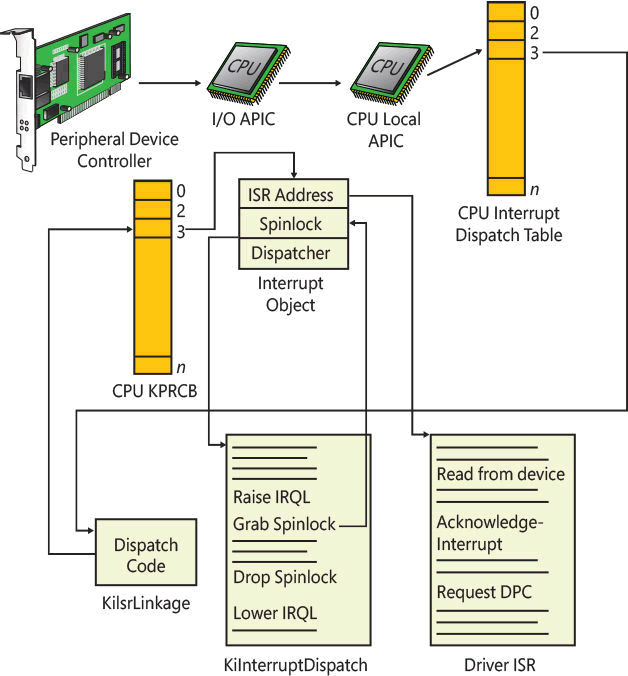 CPU
CPU
Peripheral Device
Controller
I/O APIC
CPU Local
APIC
0
2
3
n
CPU Interrupt
Dispatch Table
0
2
3
n
CPU KPRCB
ISR Address
Spinlock
Dispatcher
Interrupt
Object
Dispatch
Code
KiIsrLinkage
Raise IRQL
Grab Spinlock
Drop Spinlock
Lower IRQL
KiInterruptDispatch
Read from device
Acknowledge-
Interrupt
Request DPC
Driver ISR